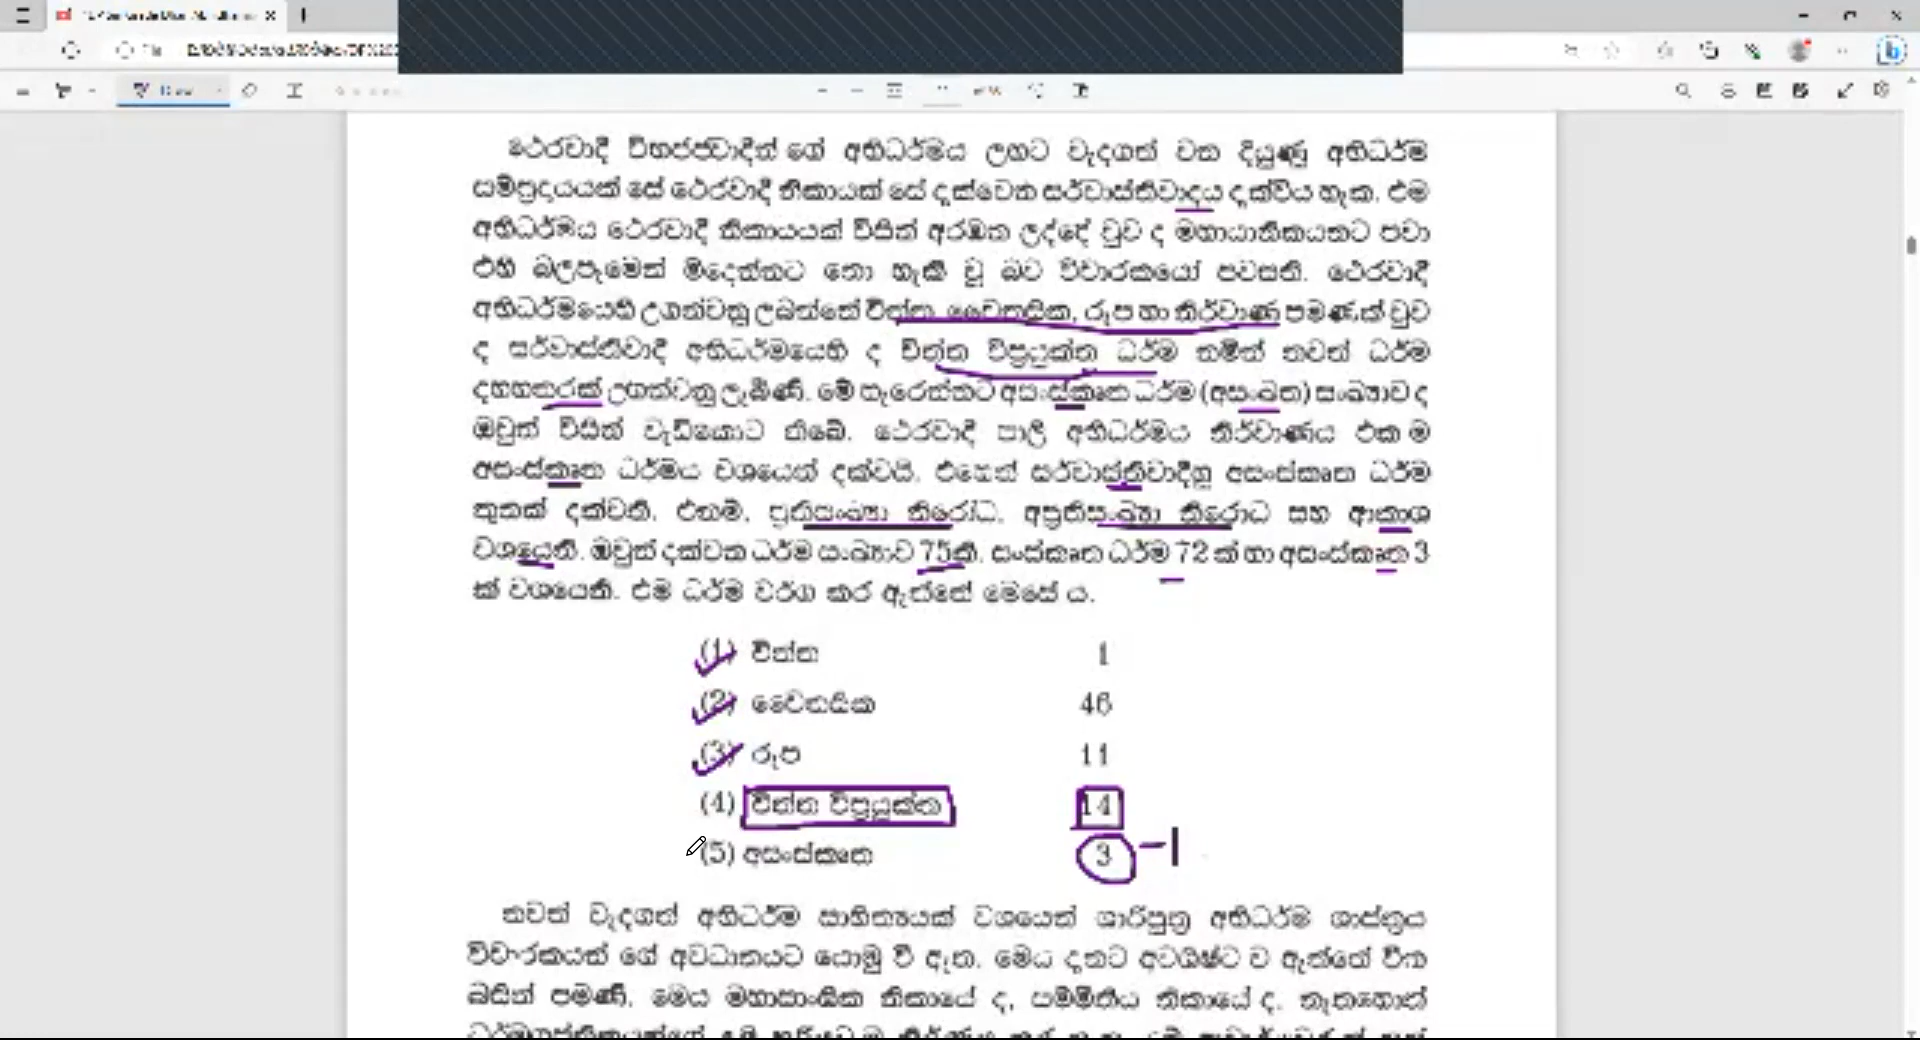 ථෙරවාදී විභජ්ජවාදීන් ගේ අභිධර්මය ලඟට වැදගත් වන දියුණු අභිධර්ම
සම්ප්‍රදායයක් සේ ථෙරවාදී නිකායක් සේ දැක්වෙන සර්වාස්තිවාදය දැක්විය හැක. එම
අභිධර්මය ථෙරවාදී නිකායයක් විසින් අරඹන ලද්දේ වුව ද මහායානිකයනට පවා
එහි බලපෑමෙන් මිදෙන්නට නො හැකි වූ බව විචාරකයෝ පවසති. ථෙරවාදී
අභිධර්මයෙහි උගන්වනු ලබන්නේ චිත්ත, චෛතසික, රූප හා නිර්වාණ පමණක් වුව
ද සර්වාස්තිවාදී අභිධර්මයෙහි ද චිත්ත විප්‍රයුක්ත ධර්ම නමින් තවත් ධර්ම
දහහතරක් උගන්වනු ලැබිණි. මේ හැරෙන්නට අසංස්කෘත ධර්ම (අසංඛත) සංඛ්‍යාව ද
ඔවුන් විසින් වැඩිකොට තිබේ. ථෙරවාදී පාලි අභිධර්මය නිර්වාණය එක ම
අසංස්කෘත ධර්මය වශයෙන් දක්වයි. එහෙත් සර්වාස්තිවාදීහු අසංස්කෘත ධර්ම
තුනක් දක්වති. එනම්, ප්‍රතිසංඛ්‍යා නිරෝධ, අප්‍රතිසංඛ්‍යා නිරොධ සහ ආකාශ
වශයෙනි. ඔවුන් දක්වන ධර්ම සංඛ්‍යාව 75කි. සංස්කෘත ධර්ම 72 ක් හා අසංස්කෘත 3
ක් වශයෙනි. එම ධර්ම වර්ග කර ඇත්තේ මෙසේ ය.
(1) චිත්ත 1
(2) චෛතසික 46
(3) රූප 11
(4) චිත්ත විප්‍රයුක්ත 14
(5) අසංස්කෘත 3 -1
තවත් වැදගත් අභිධර්ම සාහිත්‍යයක් වශයෙන් ශාරිපුත්‍ර අභිධර්ම ශාස්ත්‍රය
විචාරකයන් ගේ අවධානයට යොමු වී ඇත. මෙය දැනට අවශිෂ්ට ව ඇත්තේ චීන
බසින් පමණි. මෙය මහාසාංඝික නිකායේ ද, සම්මිතිය නිකායේ ද, නැතහොත්